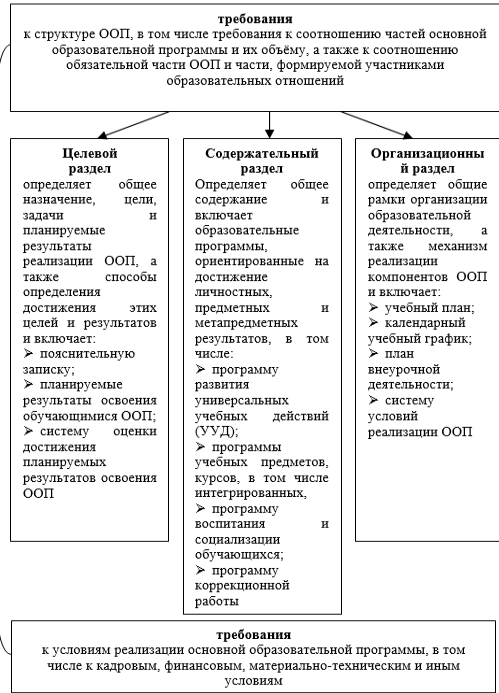 требования
к структуре ООП, в том числе требования к соотношению частей основной
образовательной программы и их объёму, а также к соотношению
обязательной части ООП и части, формируемой участниками
образовательных отношений
Целевой
раздел
определяет общее
назначение, цели,
задачи и
планируемые
результаты
реализации ООП, а
также способы
определения
достижения этих
целей и результатов
и включает:
➢ пояснительную
записку;
➢ планируемые
результаты освоения
обучающимися ООП;
➢ систему оценки
достижения
планируемых
результатов освоения
ООП
Содержательный
раздел
Определяет общее
содержание и
включает
образовательные
программы,
ориентированные на
достижение
личностных,
предметных и
метапредметных
результатов, в том
числе:
➢ программу
развития
универсальных
учебных действий
(УУД);
➢ программы
учебных предметов,
курсов, в том числе
интегрированных,
➢ программу
воспитания и
социализации
обучающихся;
➢ программу
коррекционной
работы
Организационны
й раздел
определяет общие
рамки организации
образовательной
деятельности, а
также механизм
реализации
компонентов ООП
и включает:
➢ учебный план;
➢ календарный
учебный график;
➢ план
внеурочной
деятельности;
➢ систему
условий
реализации ООП
требования
к условиям реализации основной образовательной программы, в том
числе к кадровым, финансовым, материально-техническим и иным
условиям